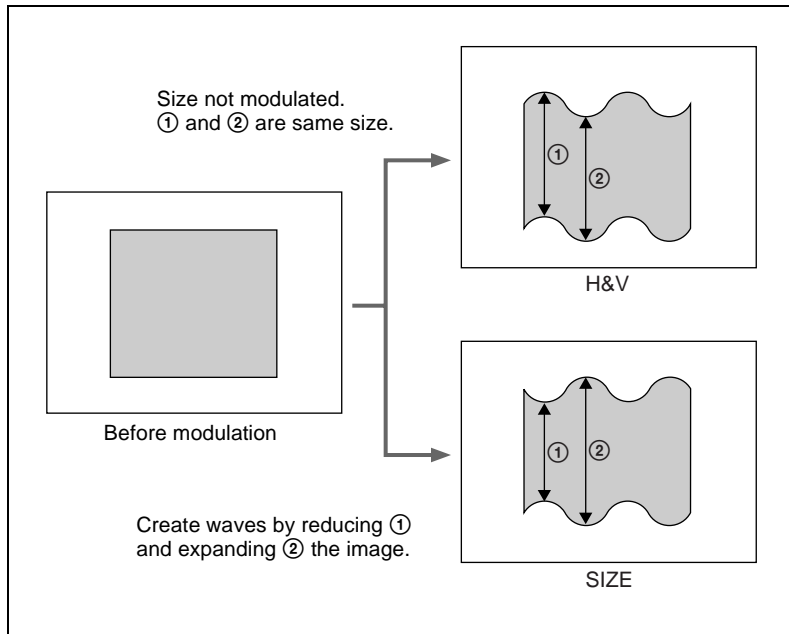 Size not modulated.
① and ② are same size.
①
②
H&V
Before modulation
①
②
Create waves by reducing ①
and expanding ② the image.
SIZE